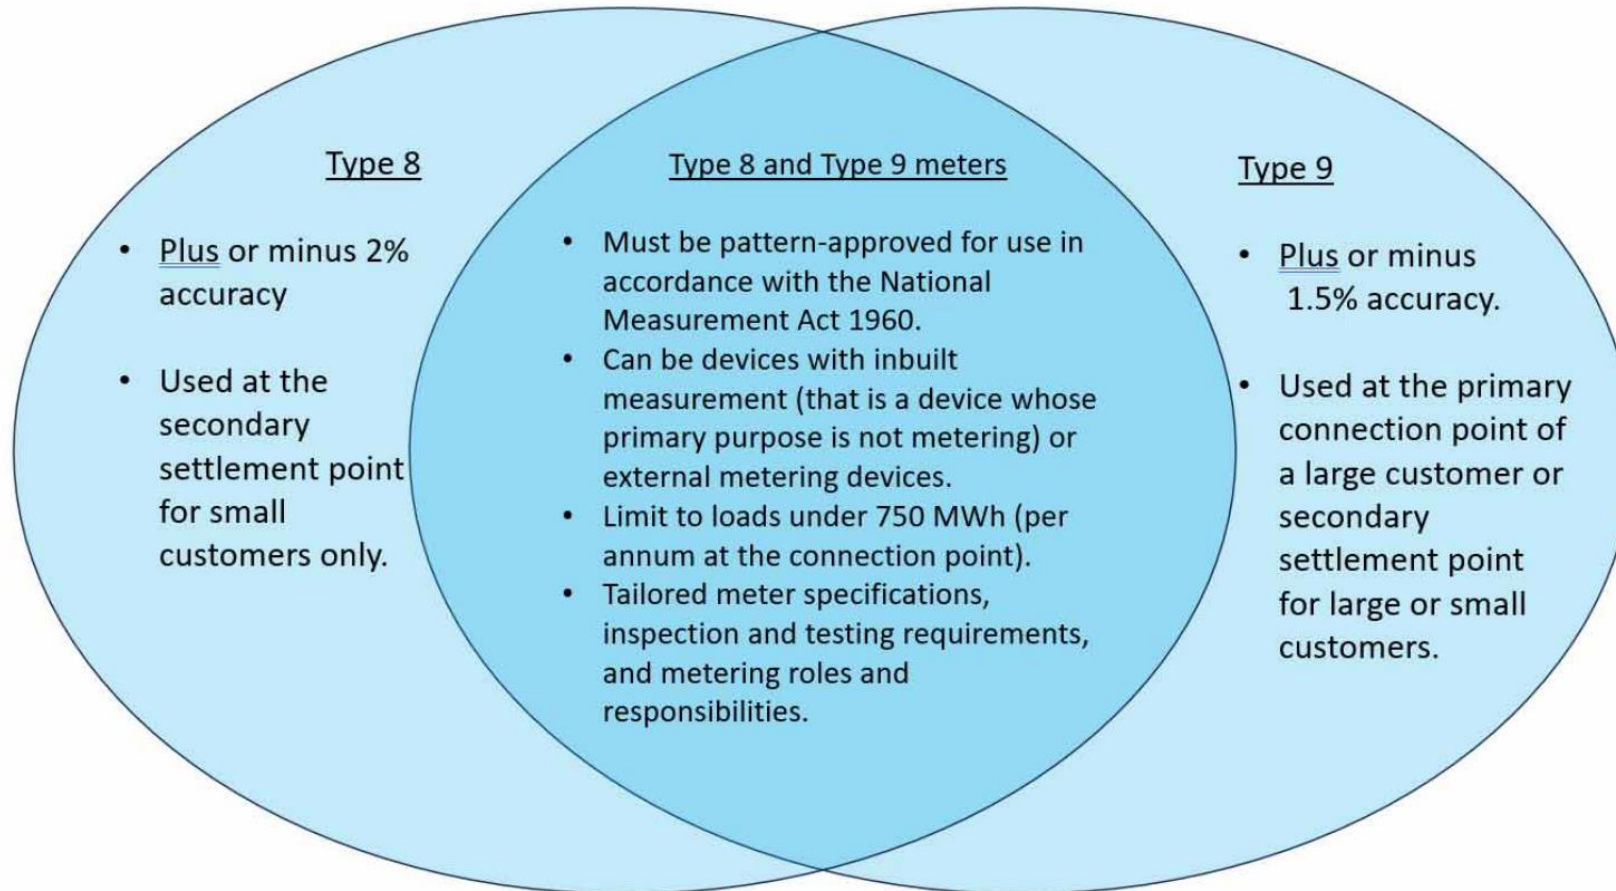 Type 8
• Plus or minus 2%
accuracy
• Used at the
secondary
settlement point
for small
customers only.
Type 8 and Type 9 meters
• Must be pattern-approved for use in
accordance with the National
Measurement Act 1960.
• Can be devices with inbuilt
measurement (that is a device whose
primary purpose is not metering) or
external metering devices.
• Limit to loads under 750 MWh (per
annum at the connection point).
• Tailored meter specifications,
inspection and testing requirements,
and metering roles and
responsibilities.
Type 9
• Plus or minus
1.5% accuracy.
• Used at the primary
connection point of
a large customer or
secondary
settlement point
for large or small
customers.